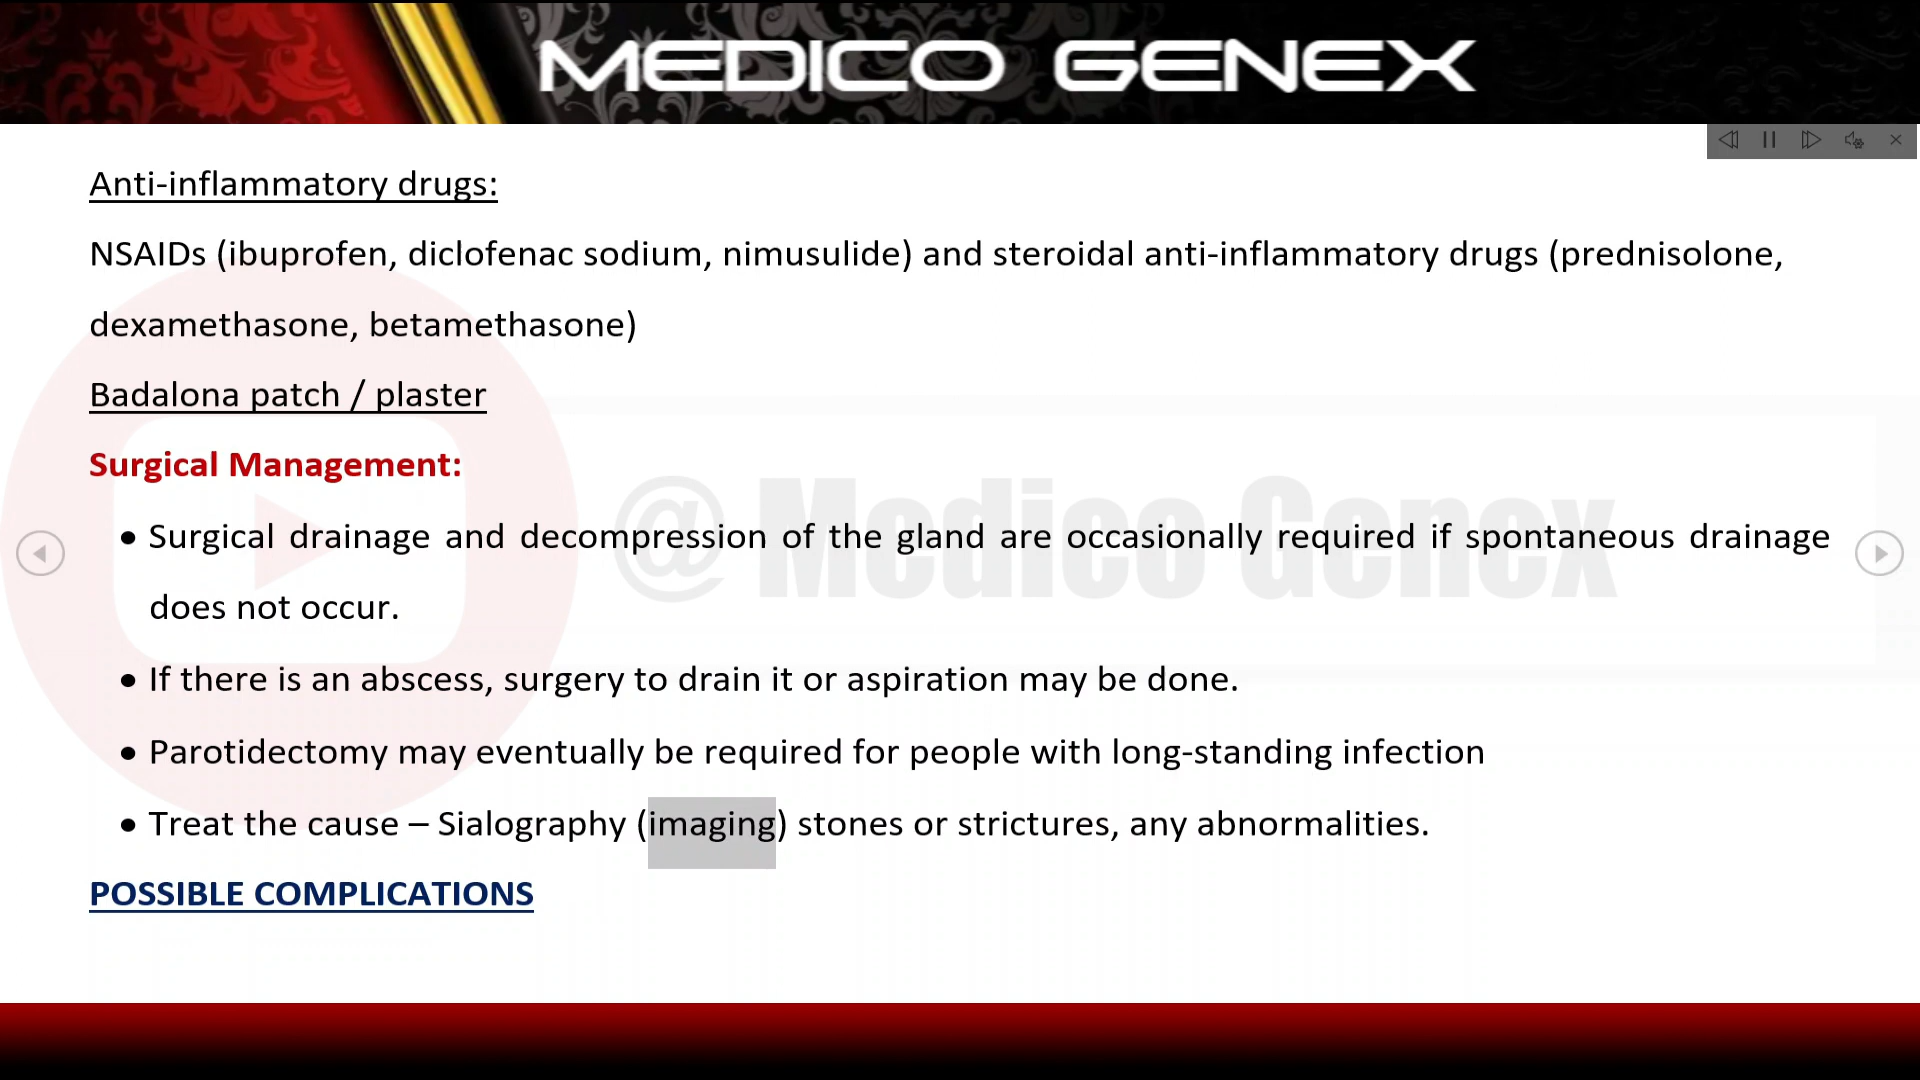 MEDICO GENEX
Anti-inflammatory drugs:
NSAIDs (ibuprofen, diclofenac sodium, nimusulide) and steroidal anti-inflammatory drugs (prednisolone,
dexamethasone, betamethasone)
Badalona patch / plaster
Surgical Management:
@ Medico Genex
• Surgical drainage and decompression of the gland are occasionally required if spontaneous drainage
does not occur.
• If there is an abscess, surgery to drain it or aspiration may be done.
• Parotidectomy may eventually be required for people with long-standing infection
• Treat the cause – Sialography (imaging) stones or strictures, any abnormalities.
POSSIBLE COMPLICATIONS